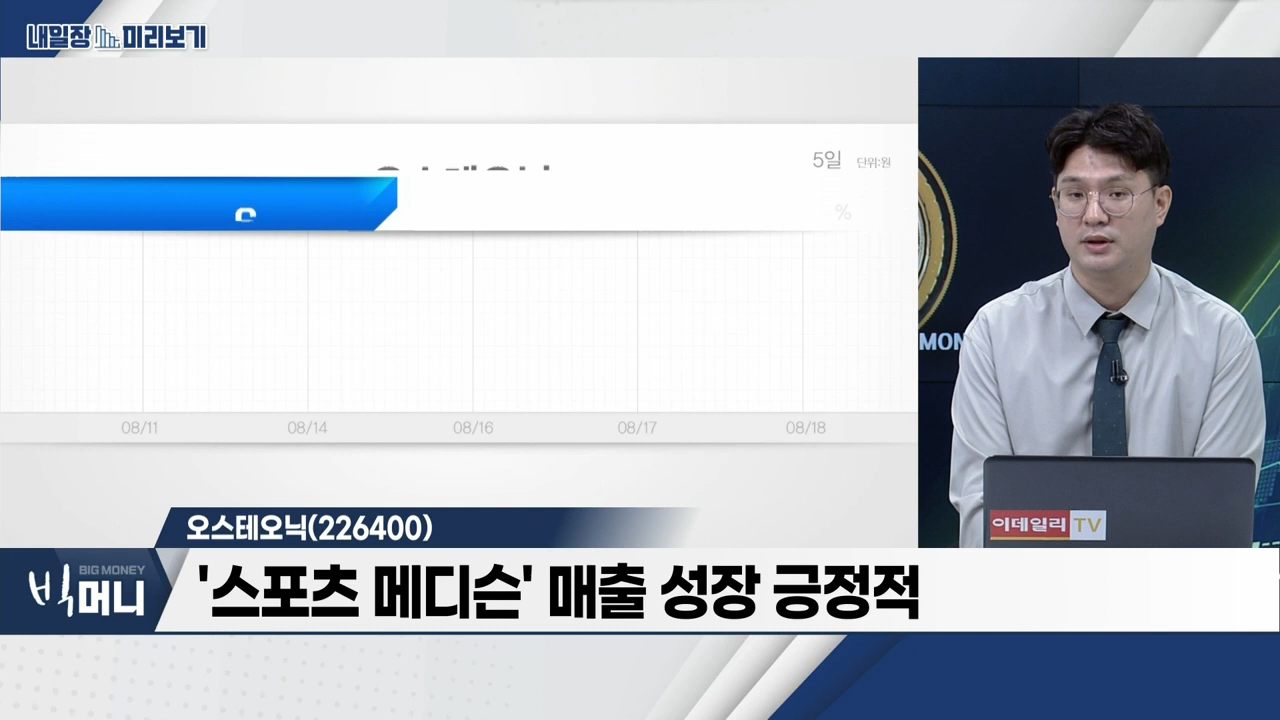 내일장 미리보기
5일 단위:원
%
08/11 08/14 08/16 08/17 08/18
MON
이데일리TV
오스테오닉(226400)
BIG MONEY
빅머니
'스포츠 메디슨' 매출 성장 긍정적